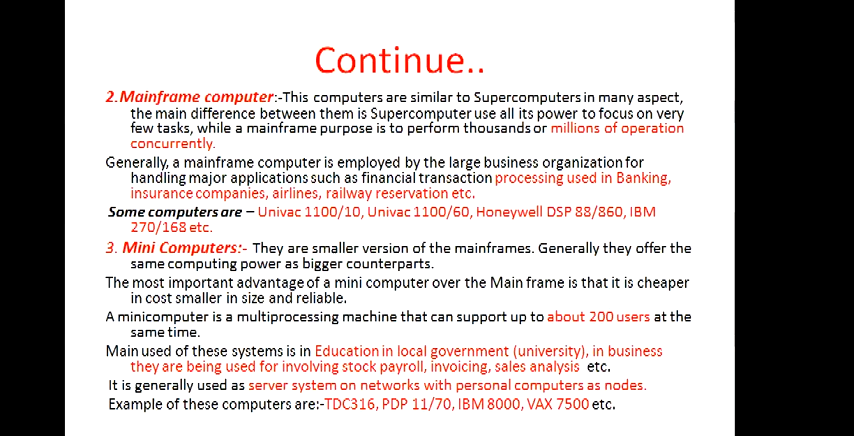 Continue..
2.Mainframe computer:-This computers are similar to Supercomputers in many aspect,
the main difference between them is Supercomputer use all its power to focus on very
few tasks, while a mainframe purpose is to perform thousands or millions of operation
concurrently.
Generally, a mainframe computer is employed by the large business organization for
handling major applications such as financial transaction processing used in Banking,
insurance companies, airlines, railway reservation etc.
Some computers are – Univac 1100/10, Univac 1100/60, Honeywell DSP 88/860, IBM
270/168 etc.
3. Mini Computers:- They are smaller version of the mainframes. Generally they offer the
same computing power as bigger counterparts.
The most important advantage of a mini computer over the Main frame is that it is cheaper
in cost smaller in size and reliable.
A minicomputer is a multiprocessing machine that can support up to about 200 users at the
same time.
Main used of these systems is in Education in local government (university), in business
they are being used for involving stock payroll, invoicing, sales analysis etc.
It is generally used as server system on networks with personal computers as nodes.
Example of these computers are:-TDC316, PDP 11/70, IBM 8000, VAX 7500 etc.